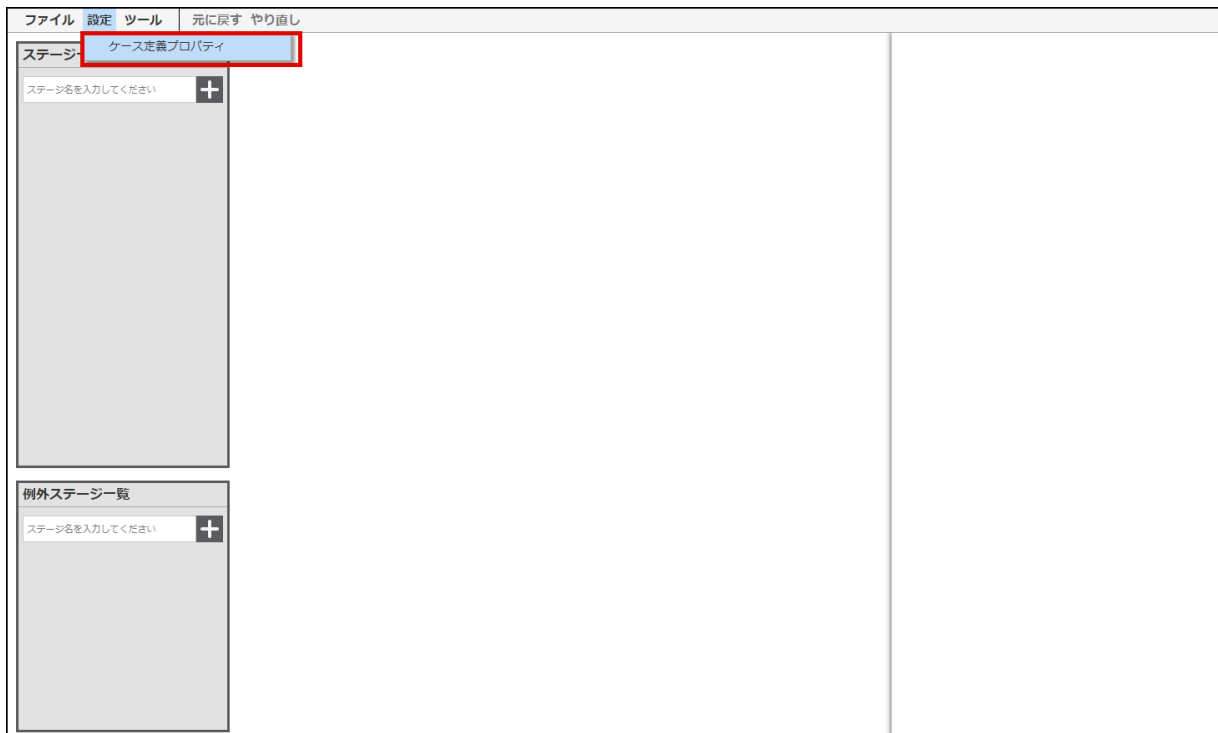 ファイル 設定 ツール 元に戻す やり直し
ケース定義プロパティ
ステージ
ステージ名を入力してください
例外ステージ一覧
ステージ名を入力してください